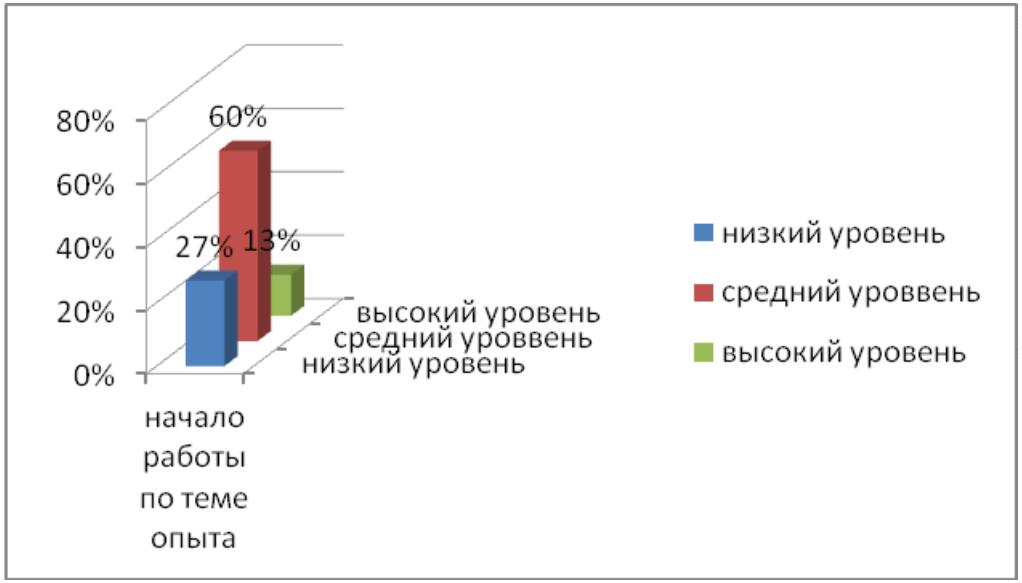 80%
60%
40%
20%
0%
60%
27%
13%
высокий уровень
средний уроввень
низкий уровень
начало
работы
по теме
опыта
низкий уровень
средний уроввень
высокий уровень